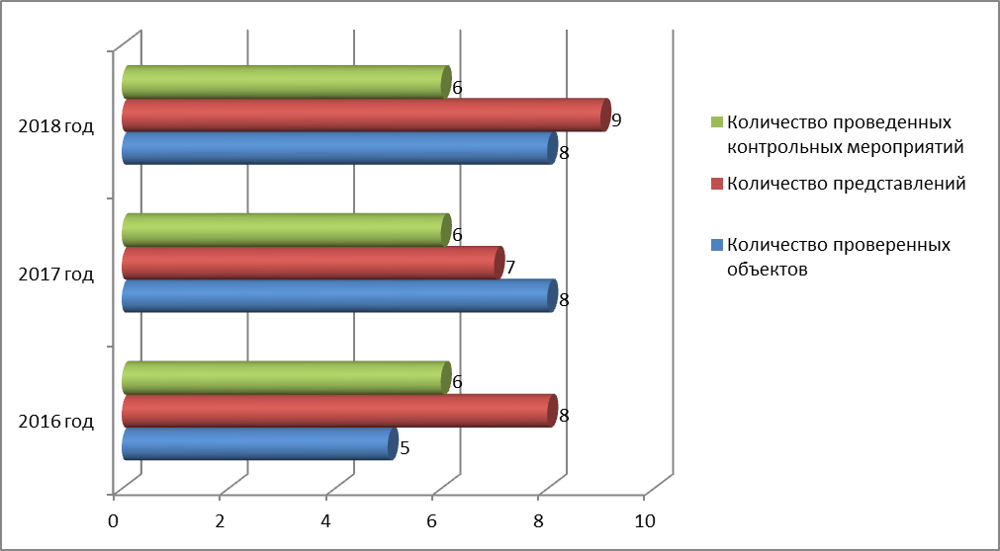 2018 год
6
9
8
2017 год
6
7
8
2016 год
6
8
5
0 2 4 6 8 10
Количество проведенных
контрольных мероприятий
Количество представлений
Количество проверенных
объектов